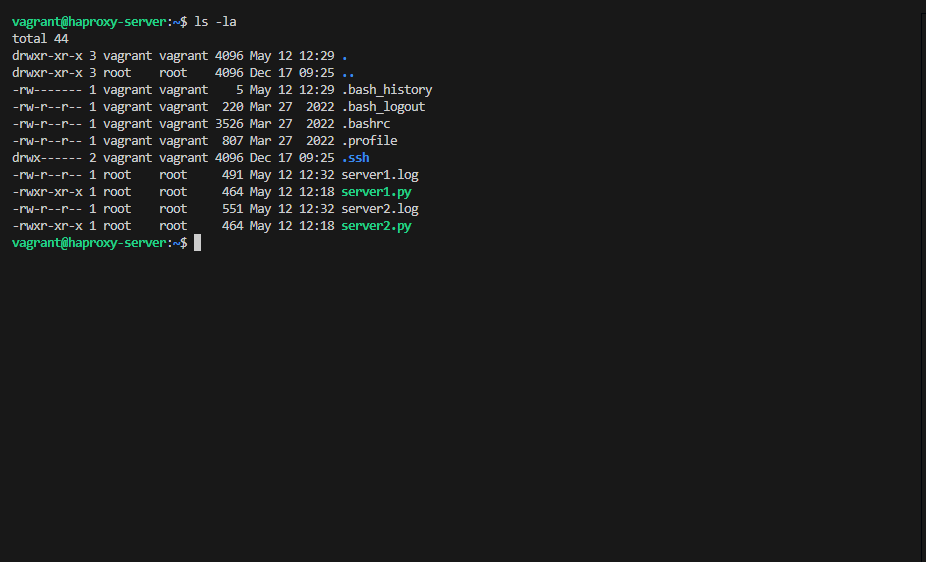 vagrant@haproxy-server:~$ ls -la
total 44
drwxr-xr-x 3 vagrant vagrant 4096 May 12 12:29 .
drwxr-xr-x 3 root    root    4096 Dec 17 09:25 ..
-rw------- 1 vagrant vagrant    5 May 12 12:29 .bash_history
-rw-r--r-- 1 vagrant vagrant  220 Mar 27  2022 .bash_logout
-rw-r--r-- 1 vagrant vagrant 3526 Mar 27  2022 .bashrc
-rw-r--r-- 1 vagrant vagrant  807 Mar 27  2022 .profile
drwx------ 2 vagrant vagrant 4096 Dec 17 09:25 .ssh
-rw-r--r-- 1 root    root     491 May 12 12:32 server1.log
-rwxr-xr-x 1 root    root     464 May 12 12:18 server1.py
-rw-r--r-- 1 root    root     551 May 12 12:32 server2.log
-rwxr-xr-x 1 root    root     464 May 12 12:18 server2.py
vagrant@haproxy-server:~$